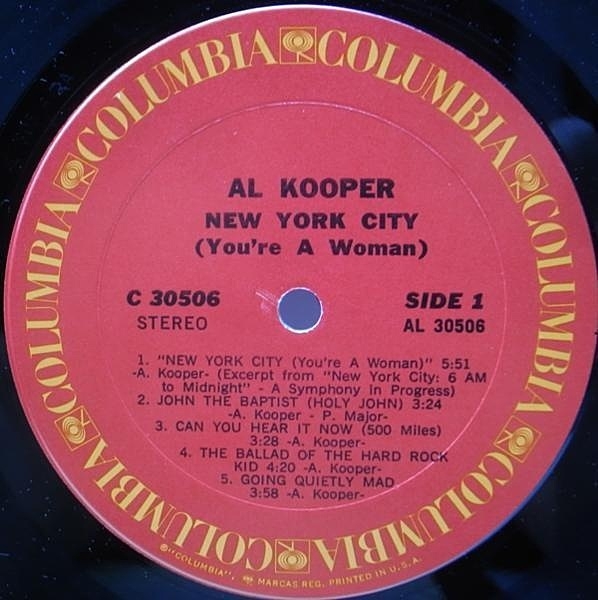 COLUMBIA COLUMBIA COLUMBIA COLUMBIA COLUMBIA COLUMBIA
AL KOOPER
NEW YORK CITY
(You're A Woman)
C 30506
STEREO
SIDE 1
AL 30506
1. "NEW YORK CITY (You're A Woman)" 5:51
-A. Kooper- (Excerpt from "New York City: 6 AM
to Midnight" - A Symphony In Progress)
2. JOHN THE BAPTIST (HOLY JOHN) 3:24
-A. Kooper - P. Major-
3. CAN YOU HEAR IT NOW (500 Miles)
3:28 -A. Kooper-
4. THE BALLAD OF THE HARD ROCK
KID 4:20 -A. Kooper-
5. GOING QUIETLY MAD
3:58 -A. Kooper-
®"COLUMBIA", MARCAS REG. PRINTED IN U.S.A.